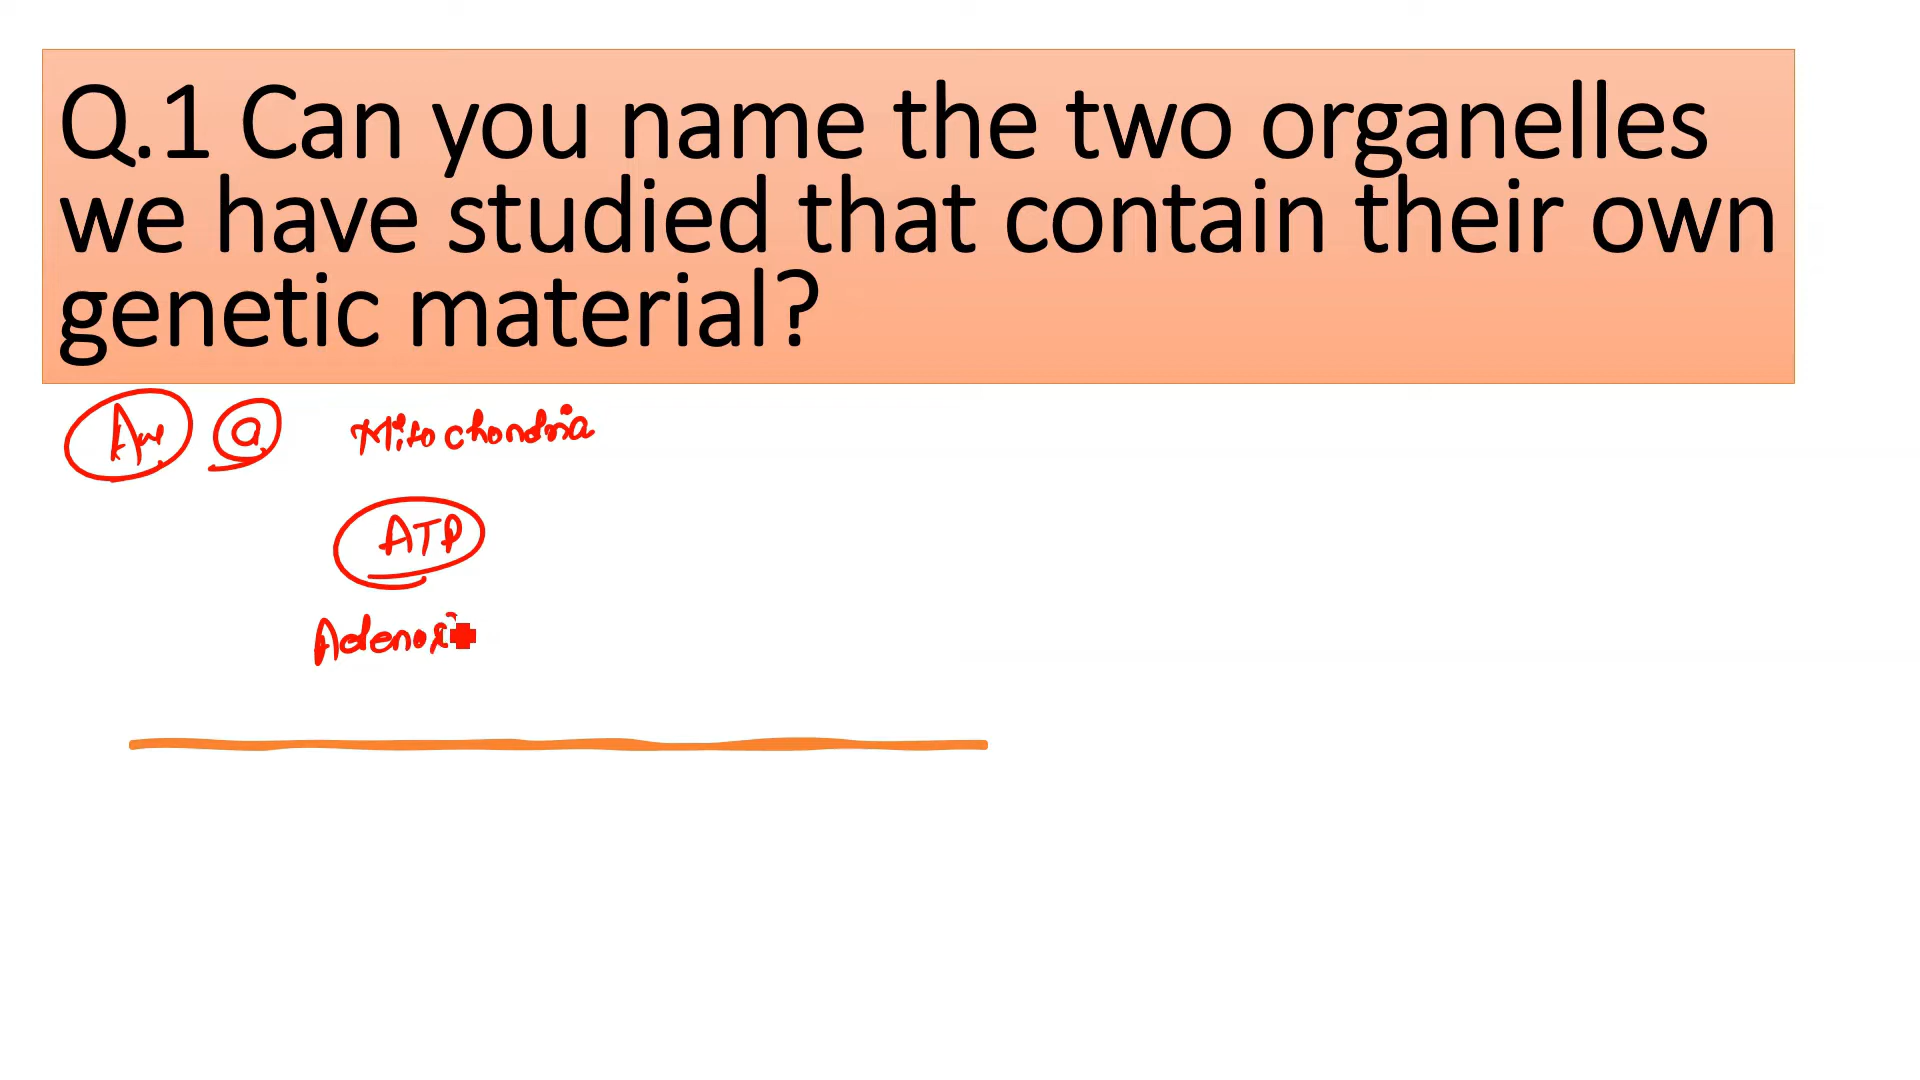 Q.1 Can you name the two organelles
we have studied that contain their own
genetic material?
Ans a Mitochondria
ATP
Adenosi